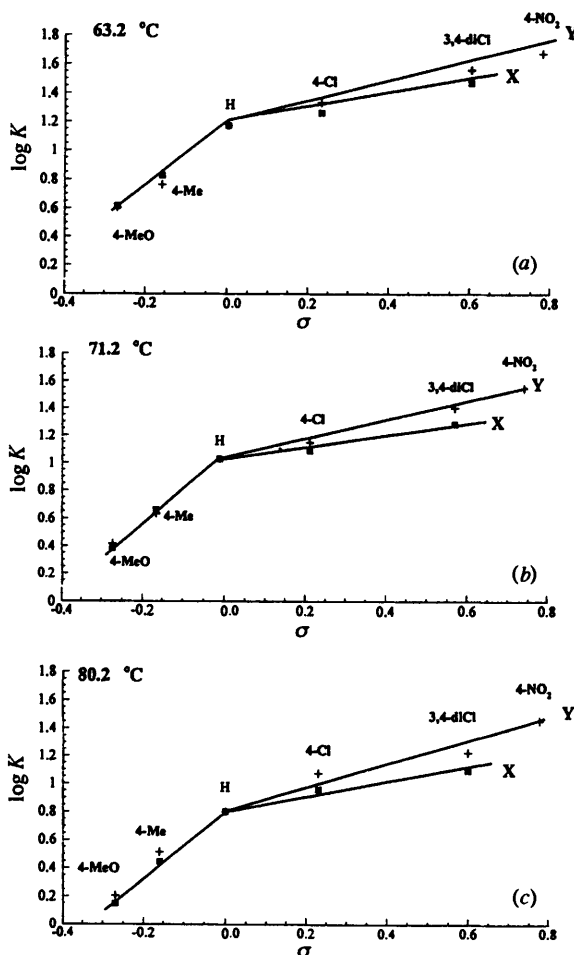 63.2 °C
4-NO₂
Y
3,4-diCl
X
4-Cl
H
4-Me
4-MeO
(a)
log K
1.8
1.6
1.4
1.2
1.0
0.8
0.6
0.4
0.2
0
-0.4 -0.2 0.0 0.2 0.4 0.6 0.8
σ
71.2 °C
4-NO₂
Y
3,4-diCl
X
4-Cl
H
4-Me
4-MeO
(b)
log K
1.8
1.6
1.4
1.2
1
0.8
0.6
0.4
0.2
0
-0.4 -0.2 0.0 0.2 0.4 0.6 0.8
σ
80.2 °C
4-NO₂
Y
3,4-diCl
X
4-Cl
H
4-Me
4-MeO
(c)
log K
1.8
1.6
1.4
1.2
1
0.8
0.6
0.4
0.2
0
-0.4 -0.2 0.0 0.2 0.4 0.6 0.8
σ